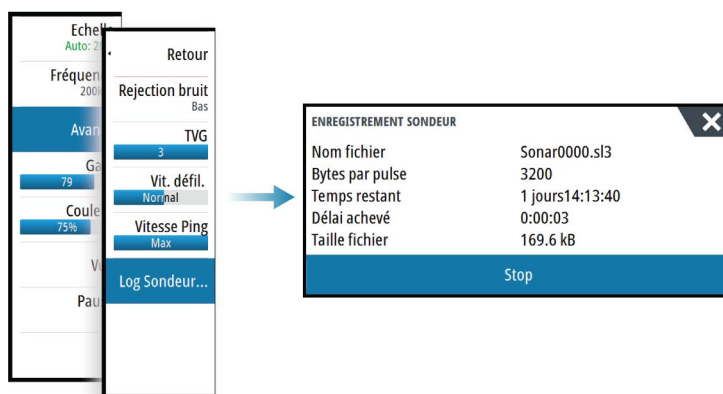 Echelle
Auto: 2
Fréquen
200k
Avan
Ga
79
Coule
75%
Vu
Pau
Retour
Rejection bruit
Bas
TVG
3
Vit. défil.
Normal
Vitesse Ping
Max
Log Sondeur...
ENREGISTREMENT SONDEUR
Nom fichier Sonar0000.sl3
Bytes par pulse 3200
Temps restant 1 jours14:13:40
Délai achevé 0:00:03
Taille fichier 169.6 kB
Stop